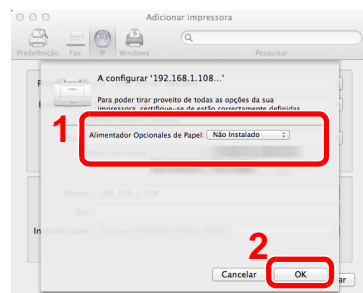 Adicionar impressora
Predefinição Fax IP Windows Pesquisar
A configurar '192.168.1.108...'
Para poder tirar proveito de todas as opções da sua
impressora, certifique-se de estão correctamente definidas
1
Alimentador Opcionales de Papel: Não Instalado
Nome: 192.168.1.108
Em:
2
Cancelar OK
ar